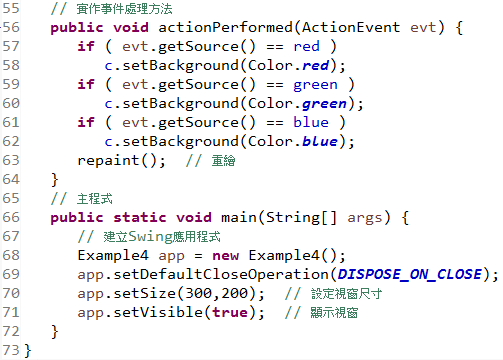 55 // 實作事件處理方法
56 public void actionPerformed(ActionEvent evt) {
57 if ( evt.getSource() == red )
58 c.setBackground(Color.red);
59 if ( evt.getSource() == green )
60 c.setBackground(Color.green);
61 if ( evt.getSource() == blue )
62 c.setBackground(Color.blue);
63 repaint(); // 重繪
64 }
65 // 主程式
66 public static void main(String[] args) {
67 // 建立Swing應用程式
68 Example4 app = new Example4();
69 app.setDefaultCloseOperation(DISPOSE_ON_CLOSE);
70 app.setSize(300,200); // 設定視窗尺寸
71 app.setVisible(true); // 顯示視窗
72 }
73 }